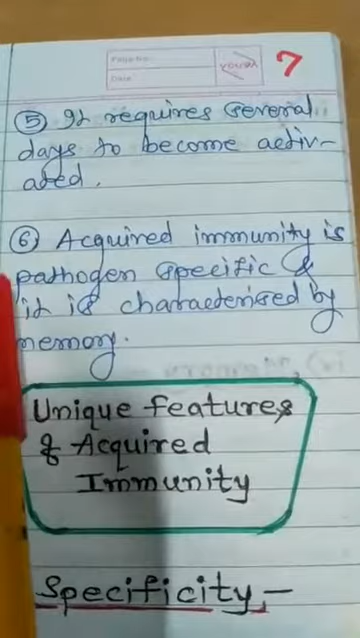 Page No.
Date
YOUVA
7
⑤ It requires several
days to become activ-
ated.
⑥ Acquired immunity is
pathogen specific &
it is characterised by
memory.
Unique features
of Acquired
Immunity
Specificity,-